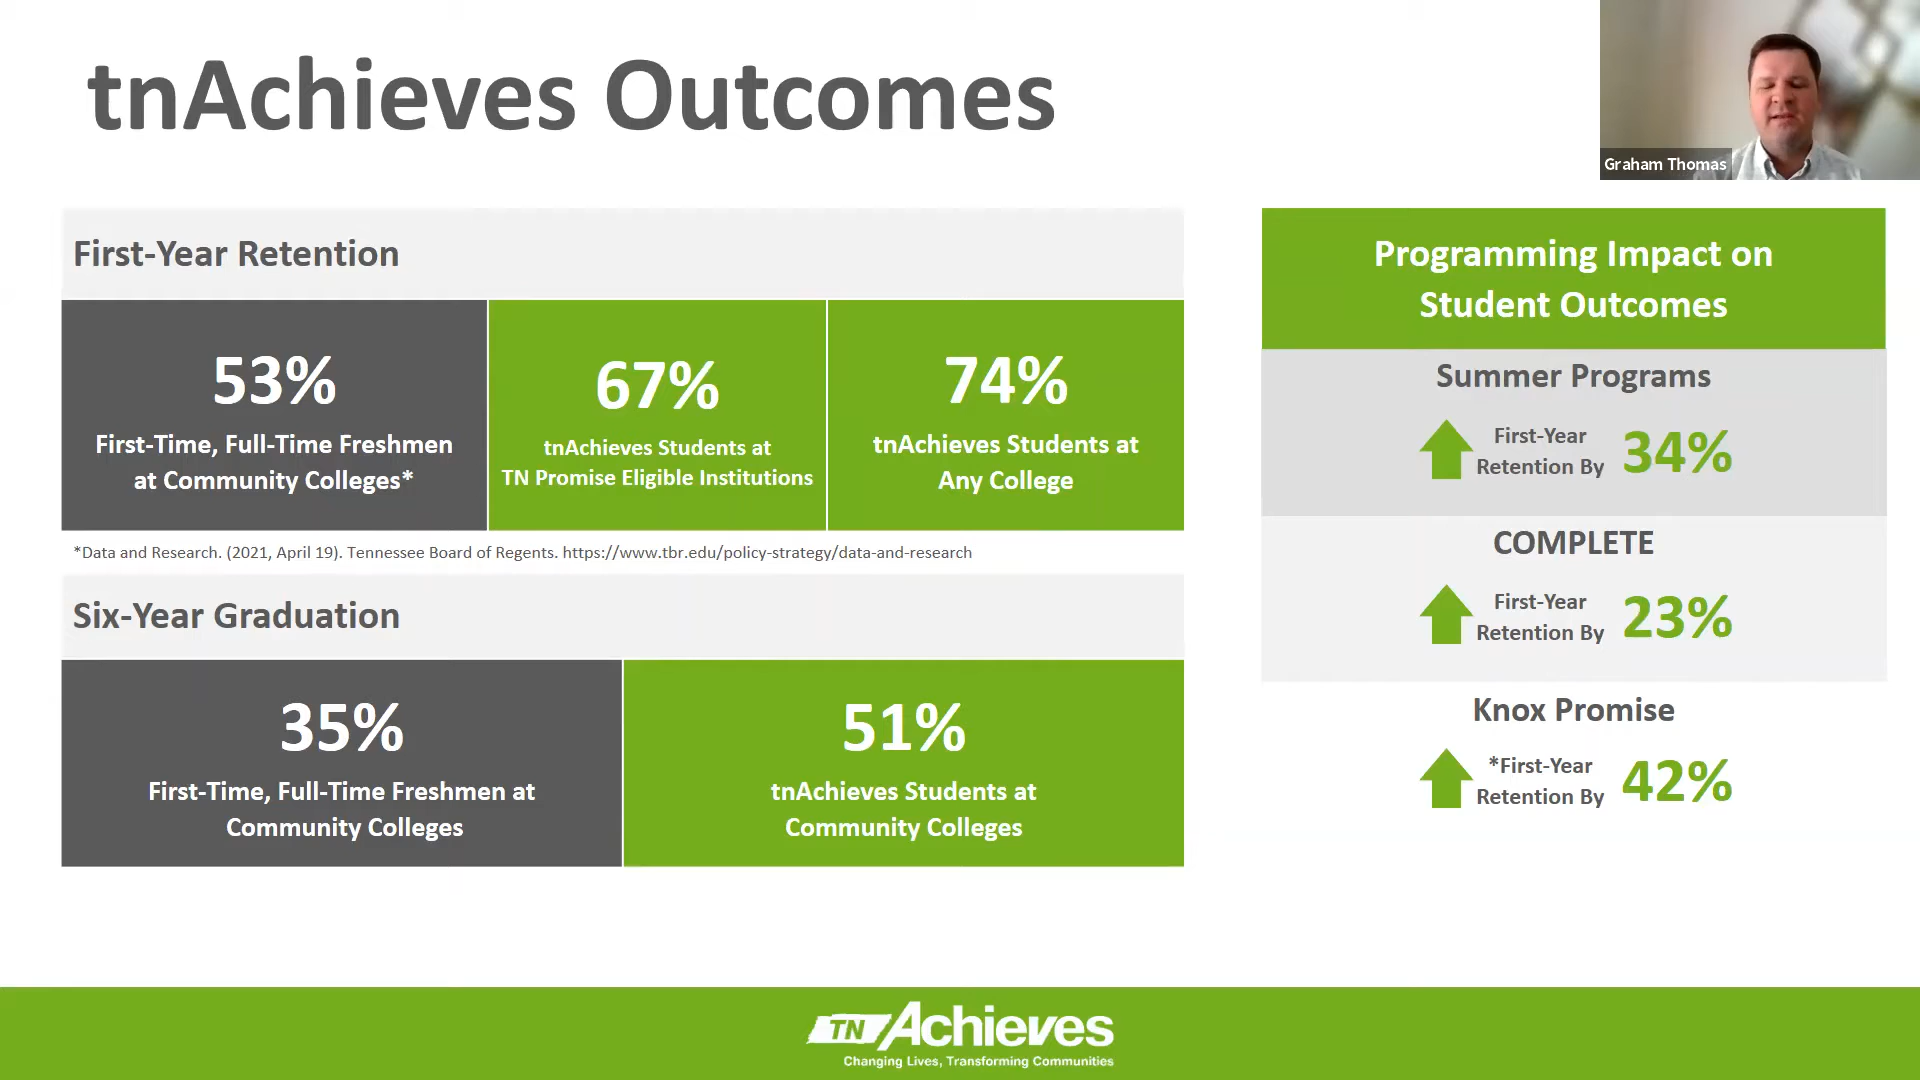 tnAchieves Outcomes
Graham Thomas
First-Year Retention
53%
First-Time, Full-Time Freshmen
at Community Colleges*
67%
tnAchieves Students at
TN Promise Eligible Institutions
74%
tnAchieves Students at
Any College
*Data and Research. (2021, April 19). Tennessee Board of Regents. https://www.tbr.edu/policy-strategy/data-and-research
Six-Year Graduation
35%
First-Time, Full-Time Freshmen at
Community Colleges
51%
tnAchieves Students at
Community Colleges
Programming Impact on
Student Outcomes
Summer Programs
First-Year
Retention By
34%
COMPLETE
First-Year
Retention By
23%
Knox Promise
*First-Year
Retention By
42%
TN Achieves
Changing Lives, Transforming Communities